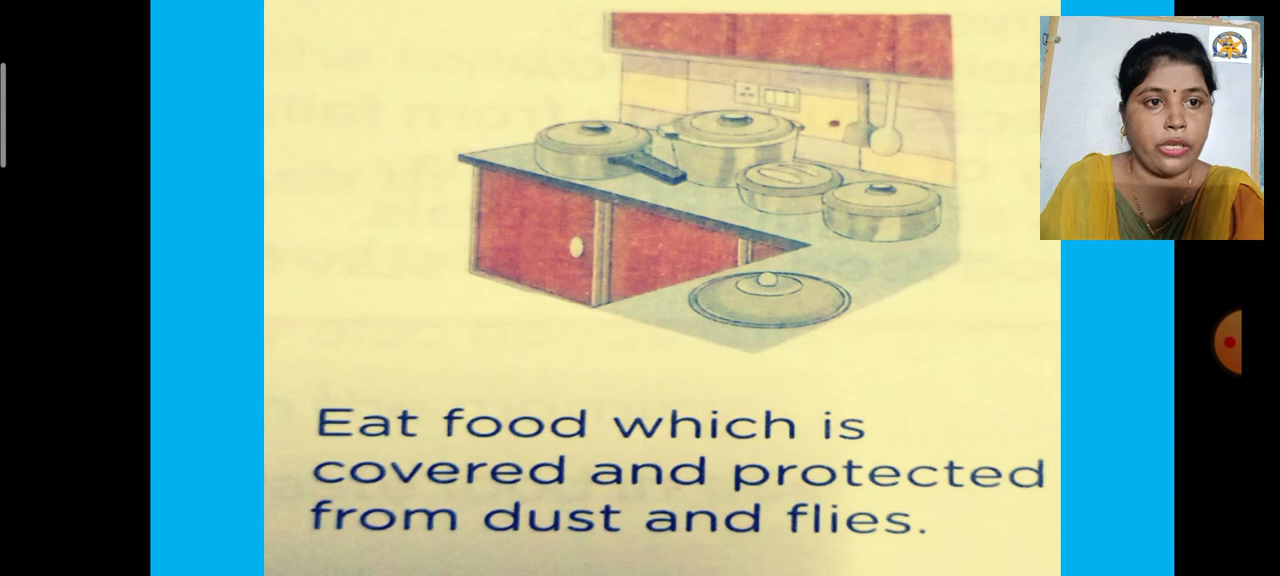 Eat food which is
covered and protected
from dust and flies.